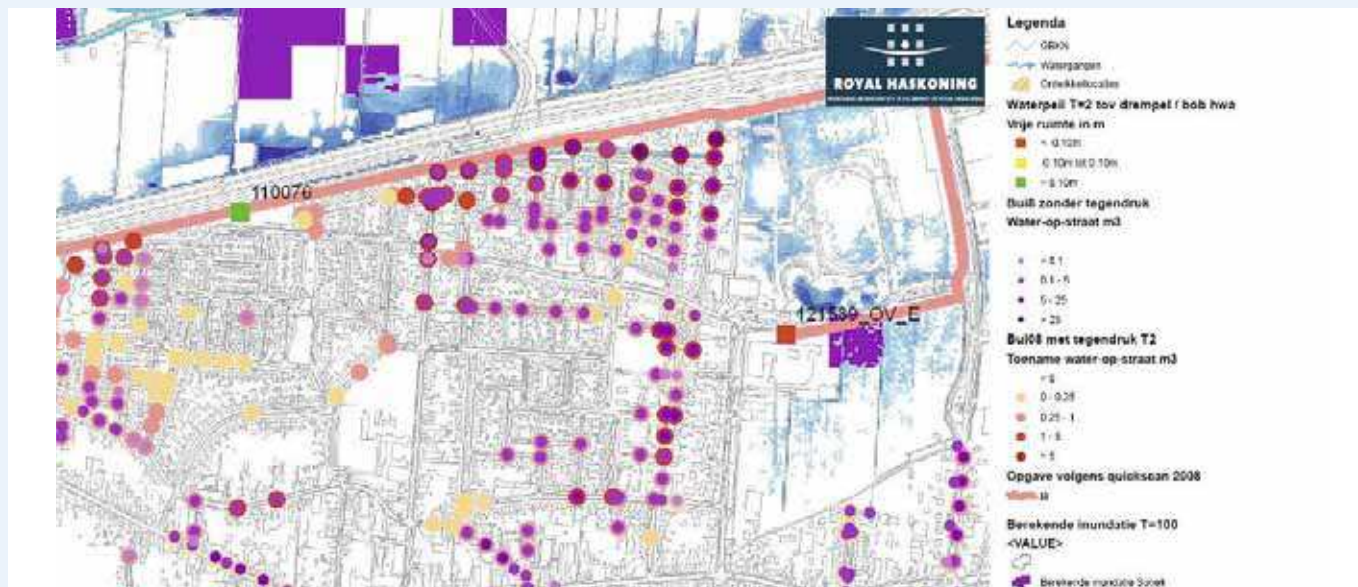 ROYAL HASKONING
110076
121539_OV_E
Legenda
GBKN
Watergangen
Ontwikkellocaties
Waterpeil T=2 tov drempel / bob hwa
Vrije ruimte in m
< -0.10m
-0.10m tot 0.10m
> 0.10m
Bui8 zonder tegendruk
Water-op-straat m3
< 0.1
0.1 - 5
5 - 25
> 25
Bui08 met tegendruk T2
Toename water-op-straat m3
0 - 0.25
0.25 - 1
1 - 5
> 5
Opgave volgens quickscan 2008
Berekende inundatie T=100
<VALUE>
Berekende inundatie Sobek